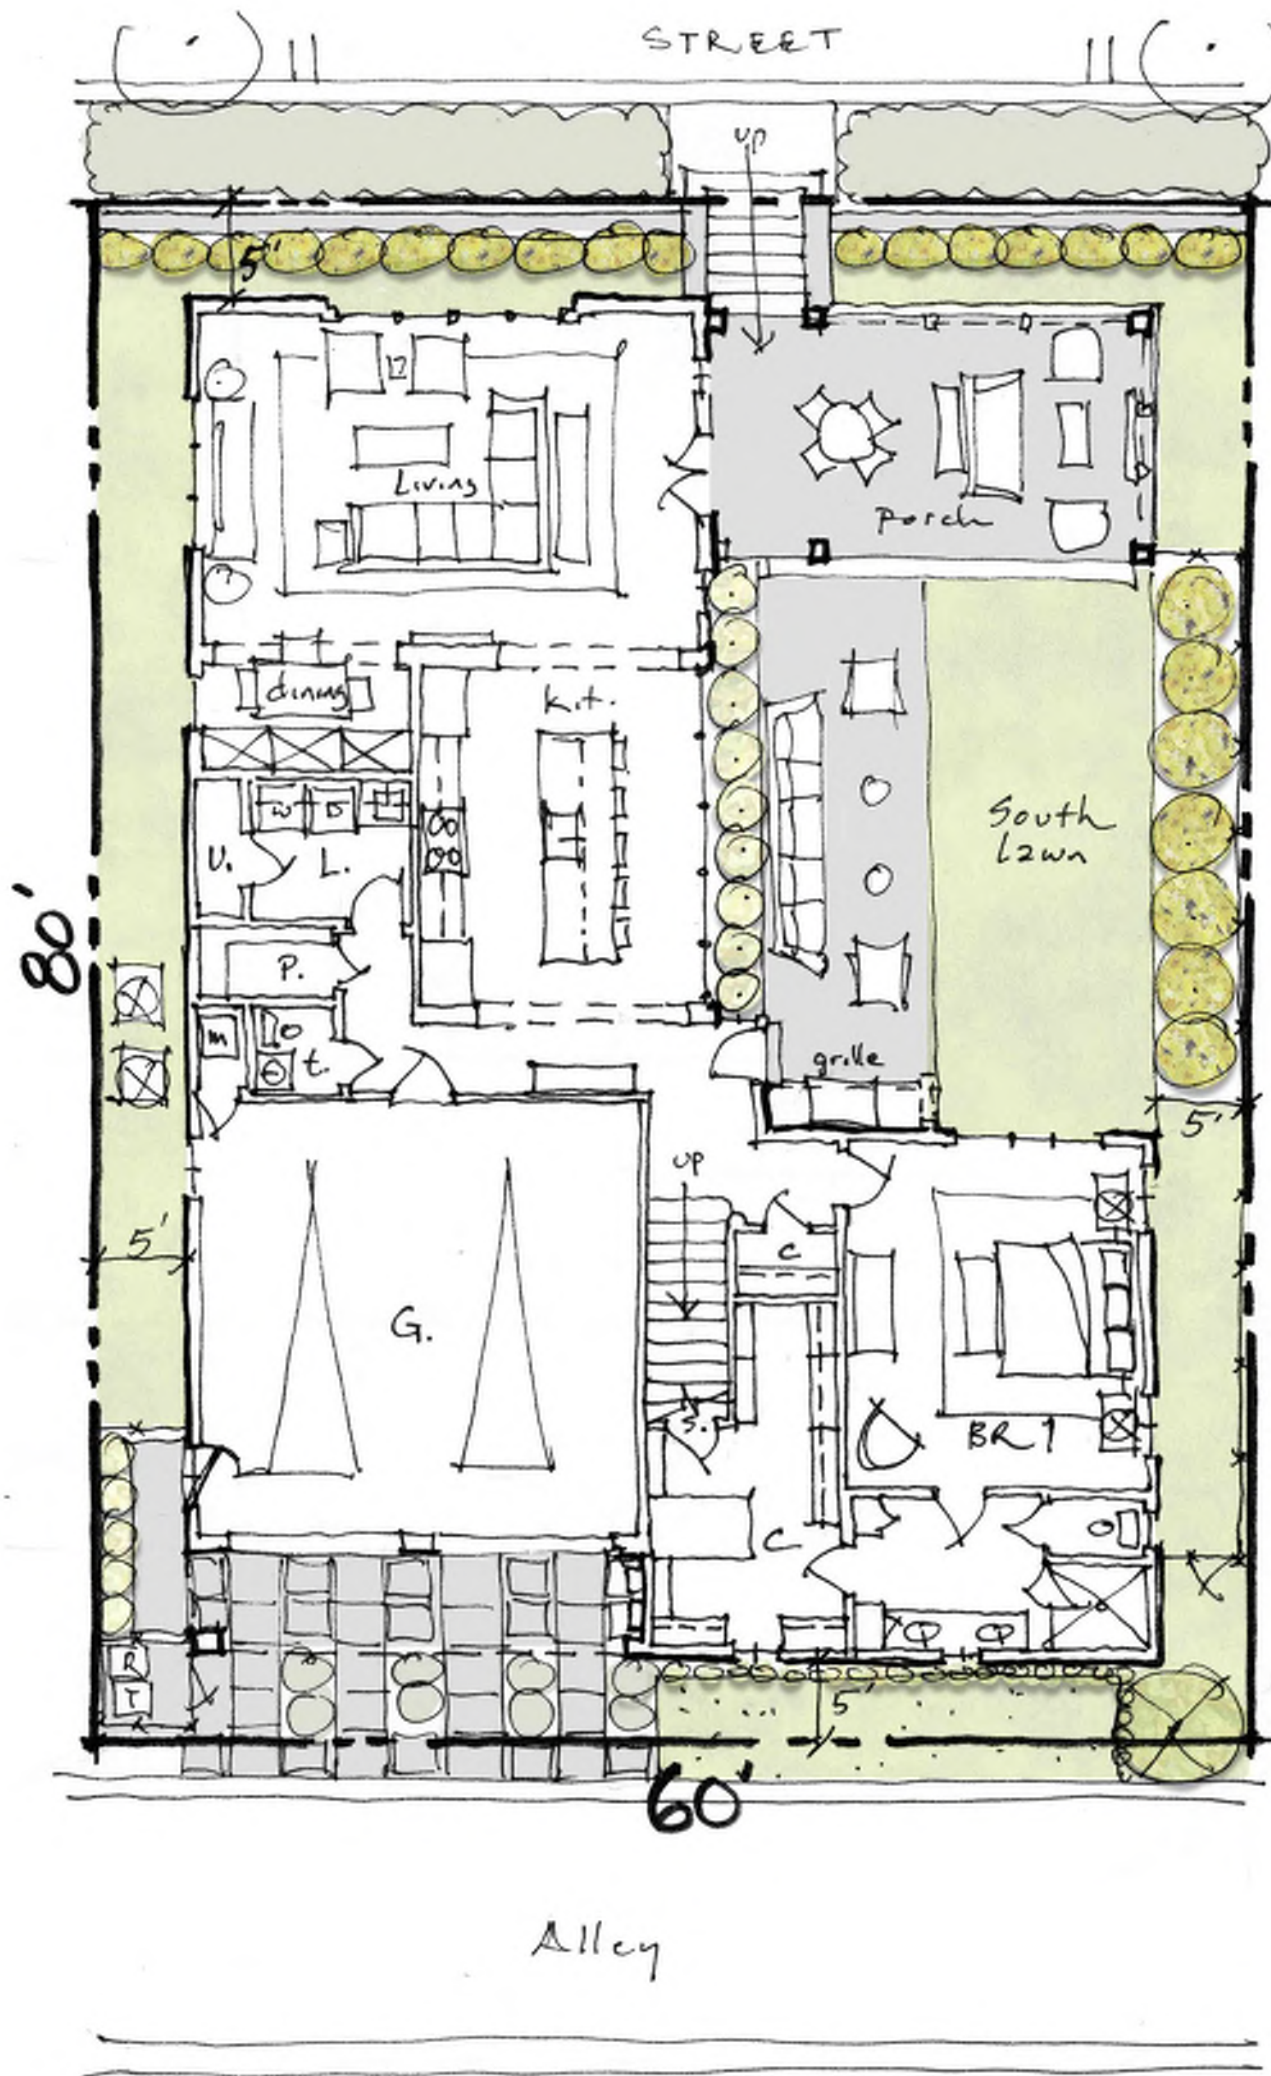 STREET
up
5'
Living
Porch
dining
kit.
W
D
U.
L.
South
Lawn
80'
P.
m
t.
grille
5'
up
5'
C
G.
S.
BR 1
C
R
T
5'
60'
Alley